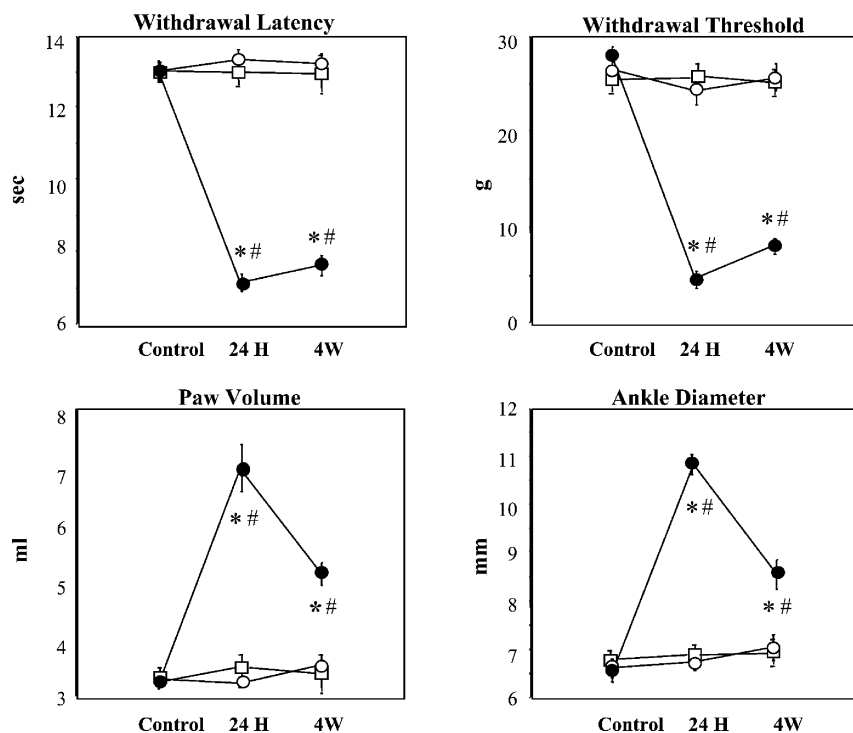 Withdrawal Latency
14
12
10
8
6
sec
*#
*#
Control 24 H 4W
Withdrawal Threshold
30
20
10
0
g
*#
*#
Control 24 H 4W
Paw Volume
8
7
6
5
4
3
ml
*#
*#
Control 24 H 4W
Ankle Diameter
12
11
10
9
8
7
6
mm
*#
*#
Control 24 H 4W